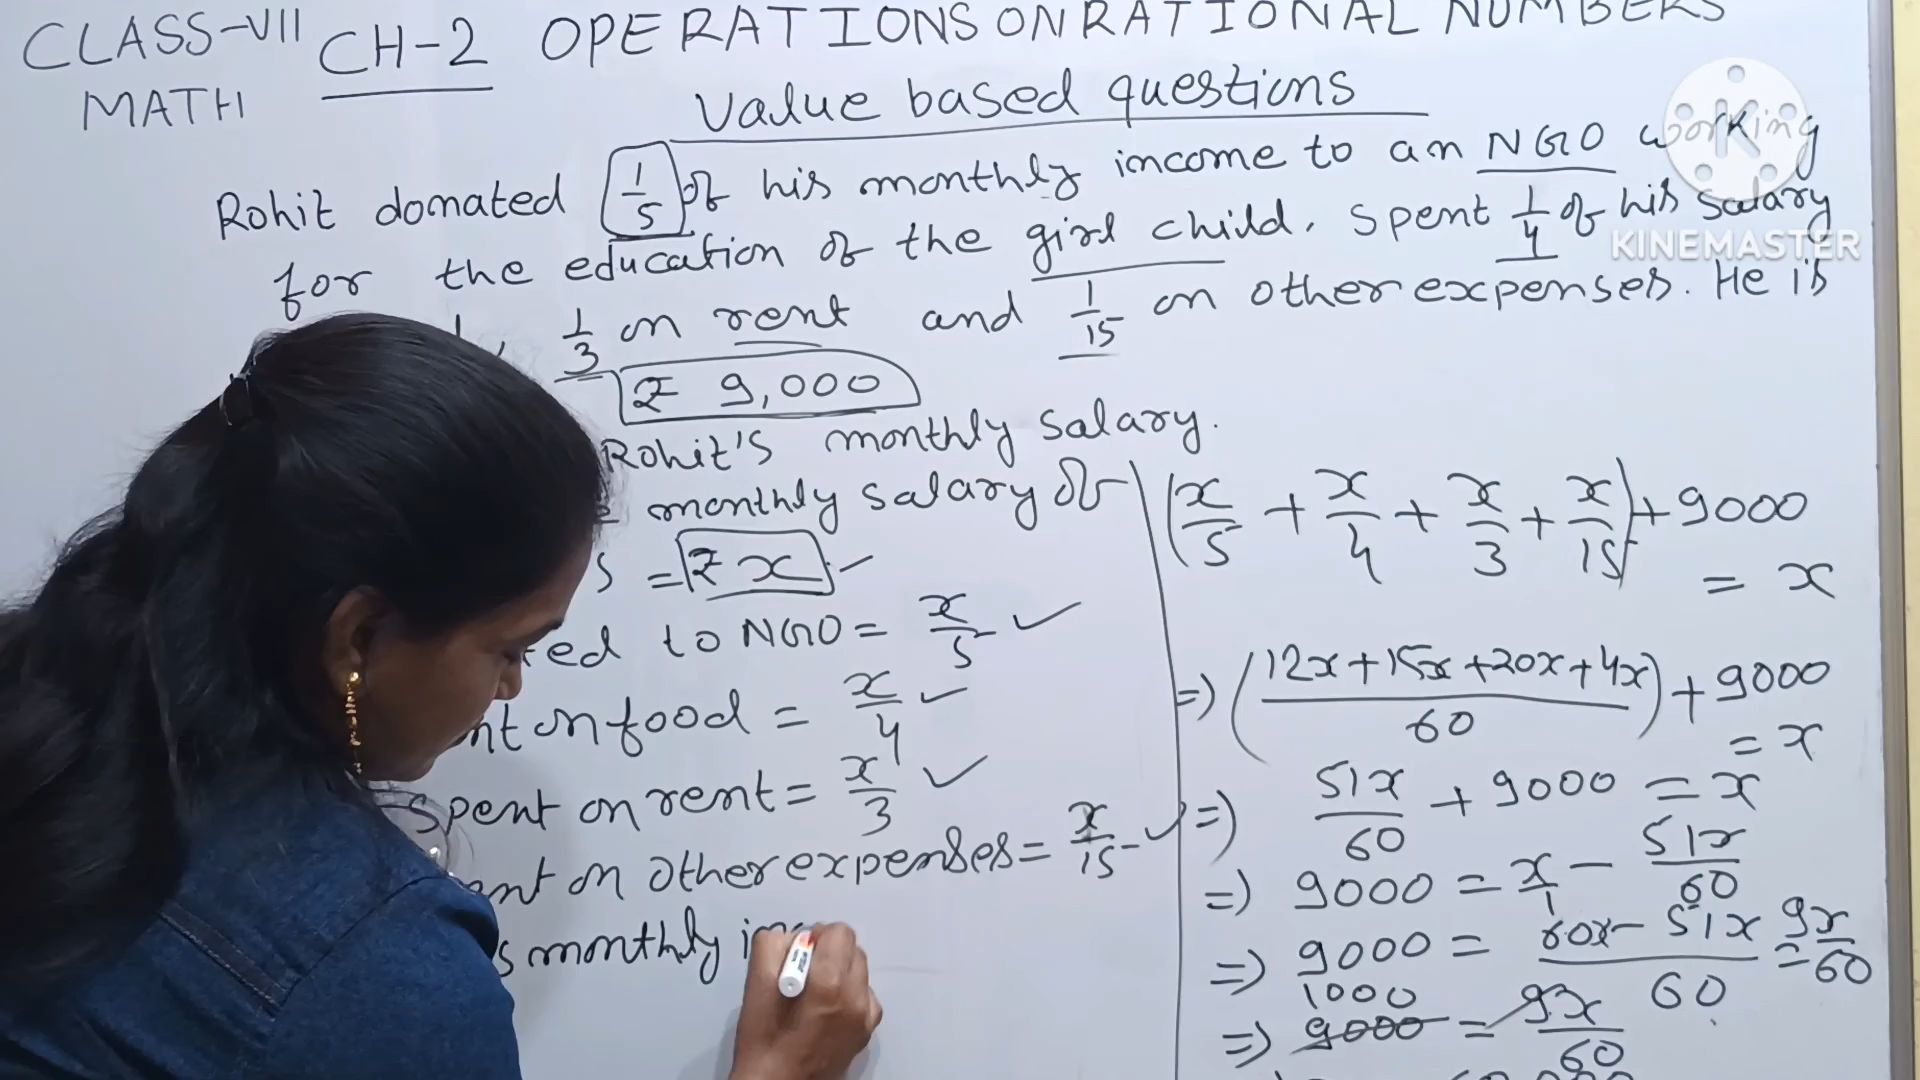 CLASS-VII CH-2 OPERATIONS ON RATIONAL NUMBERS
MATH
Value based questions
Rohit donated 1/5 of his monthly income to an NGO working
for the education of the girl child, spent 1/4 of his salary
1/3 on rent and 1/15 on other expenses. He is
₹ 9,000
Rohit's monthly salary.
monthly salary of
= ₹ x
to NGO = x/5 ✓
on food = x/4 ✓
Spent on rent = x/3 ✓
on other expenses = x/15 ✓
monthly
(x/5 + x/4 + x/3 + x/15) + 9000
= x
=> (12x+15x+20x+4x)/60 + 9000
= x
=> 51x/60 + 9000 = x
=> 9000 = x/1 - 51x/60
=> 9000 = 60x - 51x/60 = 9x/60
1000
=> 9000 = 9x/60
KINEMASTER